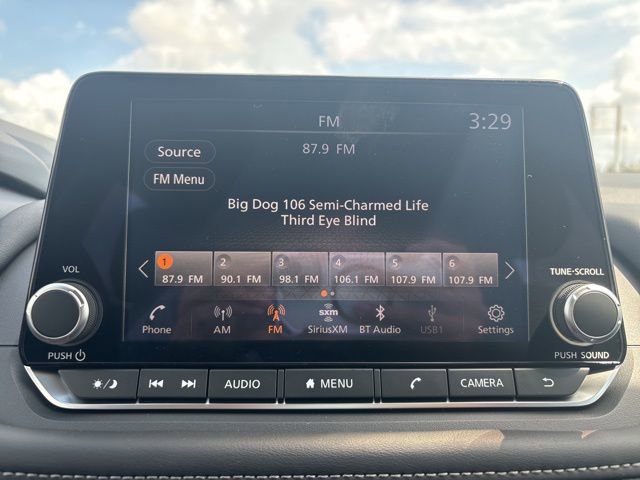 FM 3:29
Source 87.9 FM
FM Menu
Big Dog 106 Semi-Charmed Life
Third Eye Blind
1 2 3 4 5 6
87.9 FM 90.1 FM 98.1 FM 106.1 FM 107.9 FM 107.9 FM
VOL TUNE·SCROLL
Phone AM FM sxm SiriusXM BT Audio USB1 Settings
PUSH PUSH SOUND
AUDIO MENU CAMERA